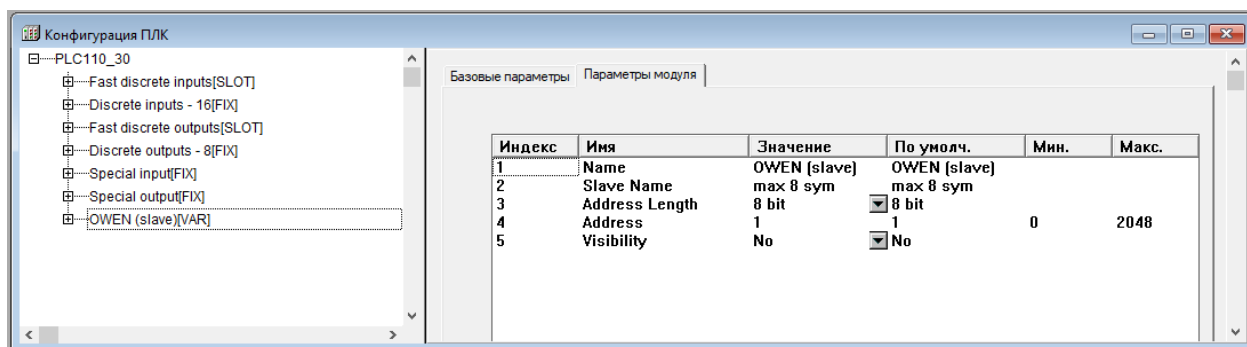 Конфигурация ПЛК
PLC110_30
Fast discrete inputs[SLOT]
Discrete inputs - 16[FIX]
Fast discrete outputs[SLOT]
Discrete outputs - 8[FIX]
Special input[FIX]
Special output[FIX]
OWEN (slave)[VAR]
Базовые параметры Параметры модуля
Индекс Имя Значение По умолч. Мин. Макс.
1 Name OWEN (slave) OWEN (slave)
2 Slave Name max 8 sym max 8 sym
3 Address Length 8 bit 8 bit
4 Address 1 1 0 2048
5 Visibility No No